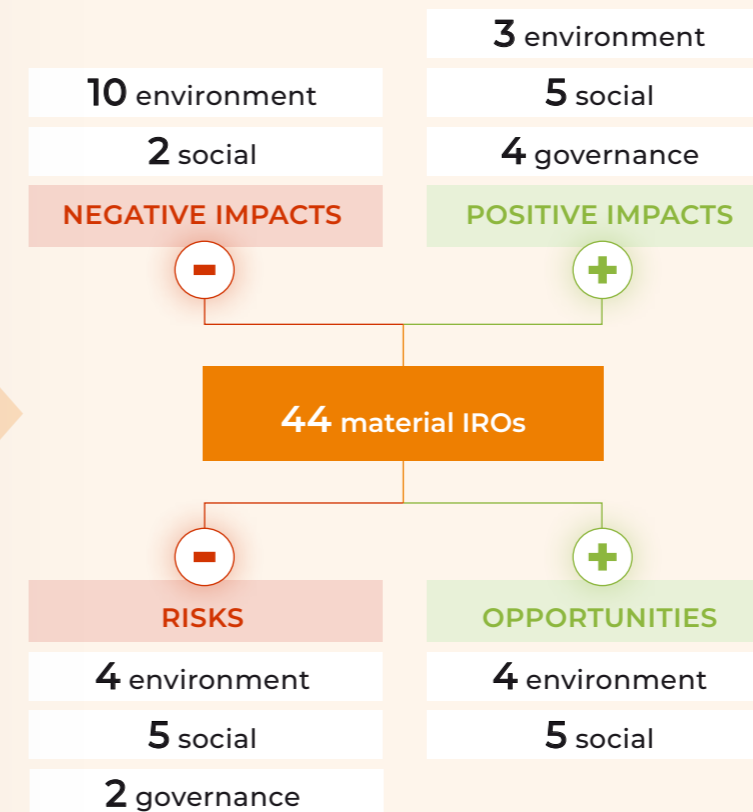 10 environment
2 social
NEGATIVE IMPACTS
3 environment
5 social
4 governance
POSITIVE IMPACTS
44 material IROs
RISKS
4 environment
5 social
2 governance
OPPORTUNITIES
4 environment
5 social